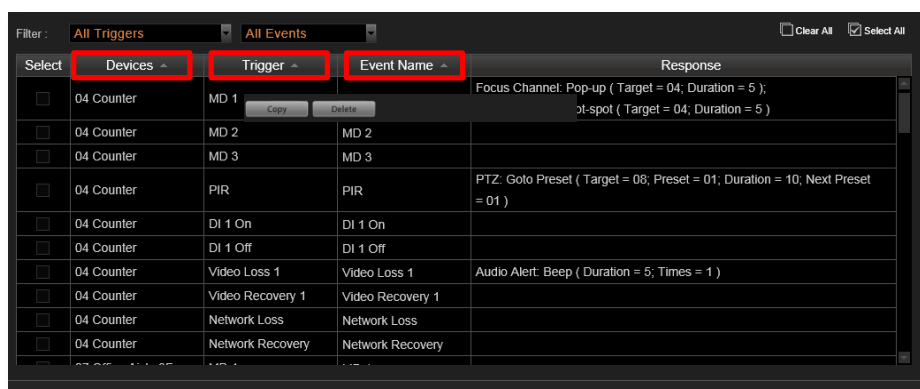 Filter : All Triggers All Events Clear All Select All
Select Devices Trigger Event Name Response
04 Counter MD 1 Focus Channel: Pop-up ( Target = 04; Duration = 5 );
Copy Delete ot-spot ( Target = 04; Duration = 5 )
04 Counter MD 2 MD 2
04 Counter MD 3 MD 3
04 Counter PIR PIR PTZ: Goto Preset ( Target = 08; Preset = 01; Duration = 10; Next Preset
= 01 )
04 Counter DI 1 On DI 1 On
04 Counter DI 1 Off DI 1 Off
04 Counter Video Loss 1 Video Loss 1 Audio Alert: Beep ( Duration = 5; Times = 1 )
04 Counter Video Recovery 1 Video Recovery 1
04 Counter Network Loss Network Loss
04 Counter Network Recovery Network Recovery